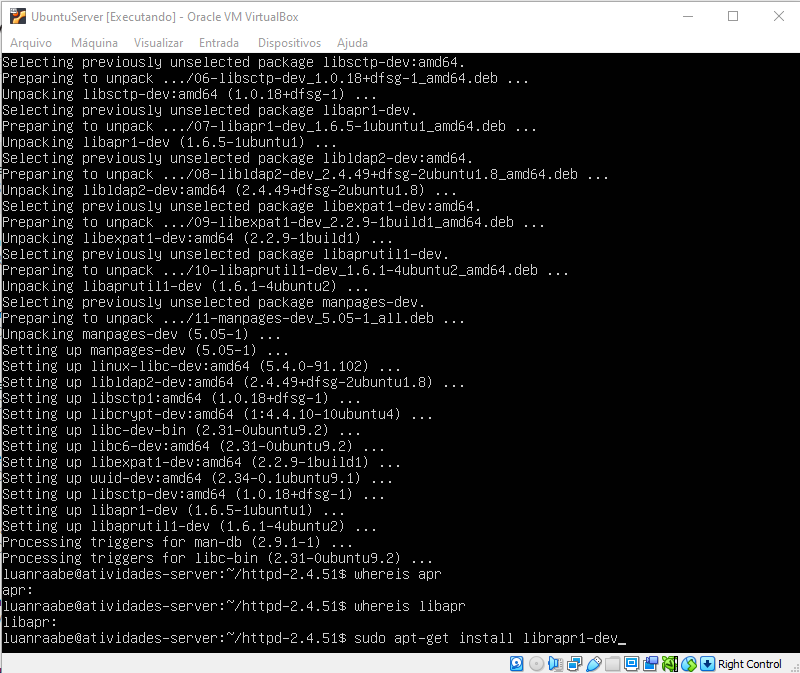 UbuntuServer [Executando] - Oracle VM VirtualBox
Arquivo Máquina Visualizar Entrada Dispositivos Ajuda
Selecting previously unselected package libsctp-dev:amd64.
Preparing to unpack .../06-libsctp-dev_1.0.18+dfsg-1_amd64.deb ...
Unpacking libsctp-dev:amd64 (1.0.18+dfsg-1) ...
Selecting previously unselected package libapr1-dev.
Preparing to unpack .../07-libapr1-dev_1.6.5-1ubuntu1_amd64.deb ...
Unpacking libapr1-dev (1.6.5-1ubuntu1) ...
Selecting previously unselected package libldap2-dev:amd64.
Preparing to unpack .../08-libldap2-dev_2.4.49+dfsg-2ubuntu1.8_amd64.deb ...
Unpacking libldap2-dev:amd64 (2.4.49+dfsg-2ubuntu1.8) ...
Selecting previously unselected package libexpat1-dev:amd64.
Preparing to unpack .../09-libexpat1-dev_2.2.9-1build1_amd64.deb ...
Unpacking libexpat1-dev:amd64 (2.2.9-1build1) ...
Selecting previously unselected package libaprutil1-dev.
Preparing to unpack .../10-libaprutil1-dev_1.6.1-4ubuntu2_amd64.deb ...
Unpacking libaprutil1-dev (1.6.1-4ubuntu2) ...
Selecting previously unselected package manpages-dev.
Preparing to unpack .../11-manpages-dev_5.05-1_all.deb ...
Unpacking manpages-dev (5.05-1) ...
Setting up manpages-dev (5.05-1) ...
Setting up linux-libc-dev:amd64 (5.4.0-91.102) ...
Setting up libldap2-dev:amd64 (2.4.49+dfsg-2ubuntu1.8) ...
Setting up libsctp1:amd64 (1.0.18+dfsg-1) ...
Setting up libcrypt-dev:amd64 (1:4.4.10-10ubuntu4) ...
Setting up libc-dev-bin (2.31-0ubuntu9.2) ...
Setting up libc6-dev:amd64 (2.31-0ubuntu9.2) ...
Setting up libexpat1-dev:amd64 (2.2.9-1build1) ...
Setting up uuid-dev:amd64 (2.34-0.1ubuntu9.1) ...
Setting up libsctp-dev:amd64 (1.0.18+dfsg-1) ...
Setting up libapr1-dev (1.6.5-1ubuntu1) ...
Setting up libaprutil1-dev (1.6.1-4ubuntu2) ...
Processing triggers for man-db (2.9.1-1) ...
Processing triggers for libc-bin (2.31-0ubuntu9.2) ...
luanraabe@atividades-server:~/httpd-2.4.51$ whereis apr
apr:
luanraabe@atividades-server:~/httpd-2.4.51$ whereis libapr
libapr:
luanraabe@atividades-server:~/httpd-2.4.51$ sudo apt-get install librapr1-dev_
Right Control